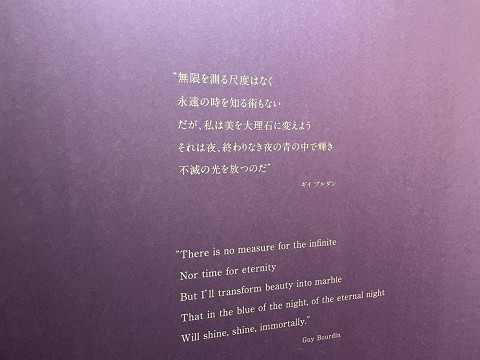 “無限を測る尺度はなく
永遠の時を知る術もない
だが、私は美を大理石に変えよう
それは夜、終わりなき夜の青の中で輝き
不滅の光を放つのだ”
ギイ ブルダン
“There is no measure for the infinite
Nor time for eternity
But I’ll transform beauty into marble
That in the blue of the night, of the eternal night
Will shine, shine, immortally.”
Guy Bourdin